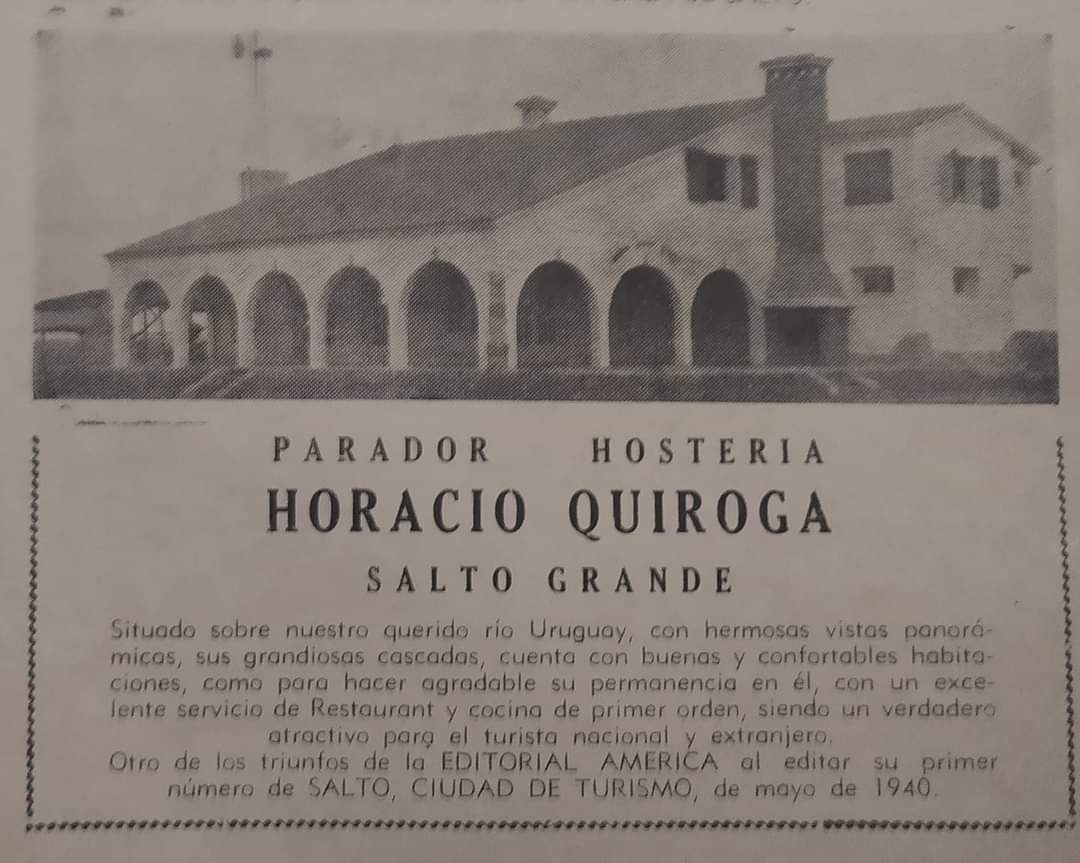 PARADOR HOSTERIA
HORACIO QUIROGA
SALTO GRANDE
Situado sobre nuestro querido río Uruguay, con hermosas vistas panorá-
micas, sus grandiosas cascadas, cuenta con buenas y confortables habita-
ciones, como para hacer agradable su permanencia en él, con un exce-
lente servicio de Restaurant y cocina de primer orden, siendo un verdadero
atractivo para el turista nacional y extranjero.
Otro de los triunfos de la EDITORIAL AMERICA al editar su primer
número de SALTO, CIUDAD DE TURISMO, de mayo de 1940.